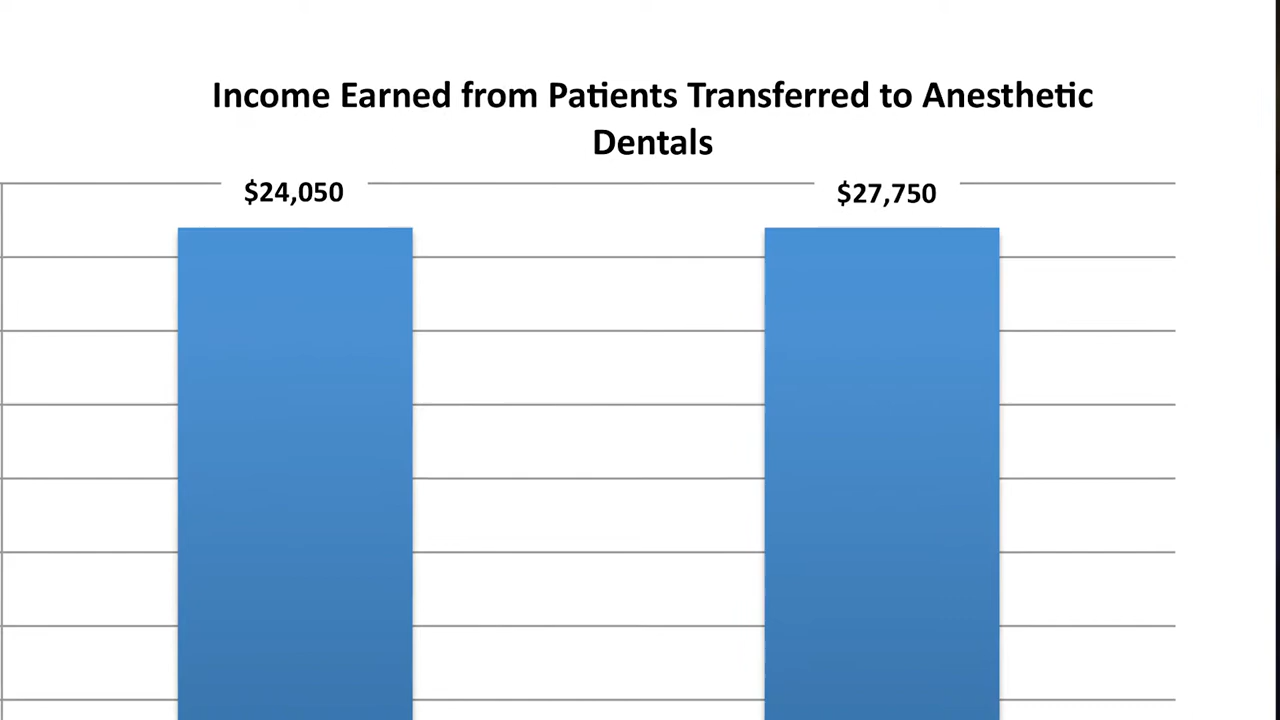 Income Earned from Patients Transferred to Anesthetic
Dentals
$24,050
$27,750